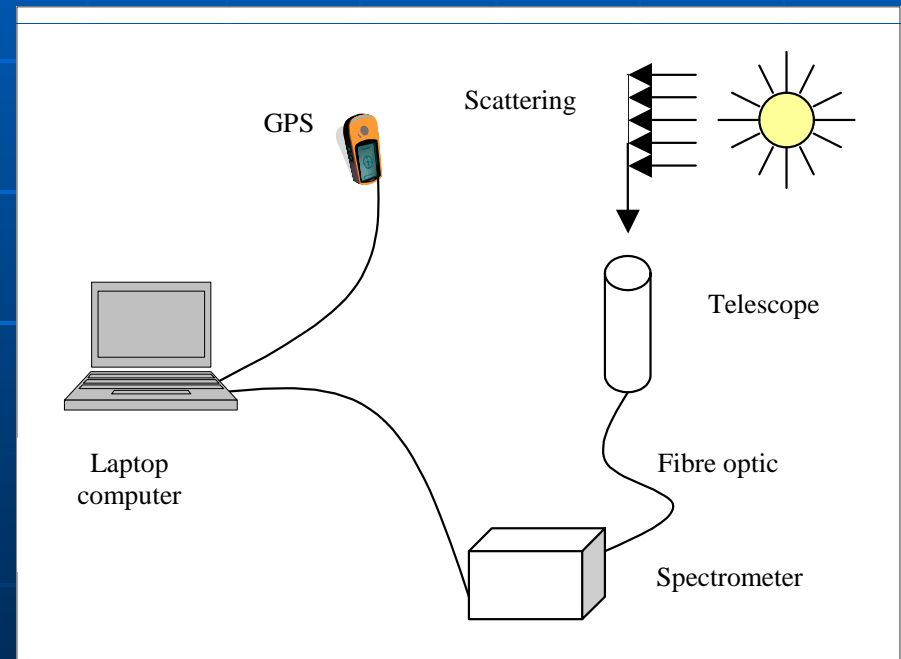 Scattering
GPS
Telescope
Laptop
computer
Fibre optic
Spectrometer